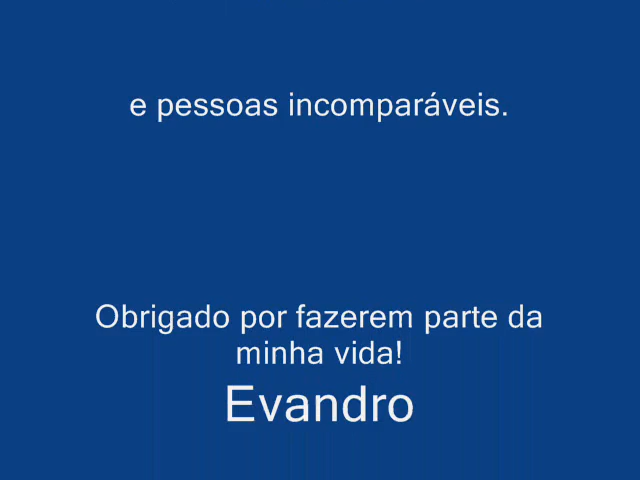 e pessoas incomparáveis.
Obrigado por fazerem parte da
minha vida!
Evandro